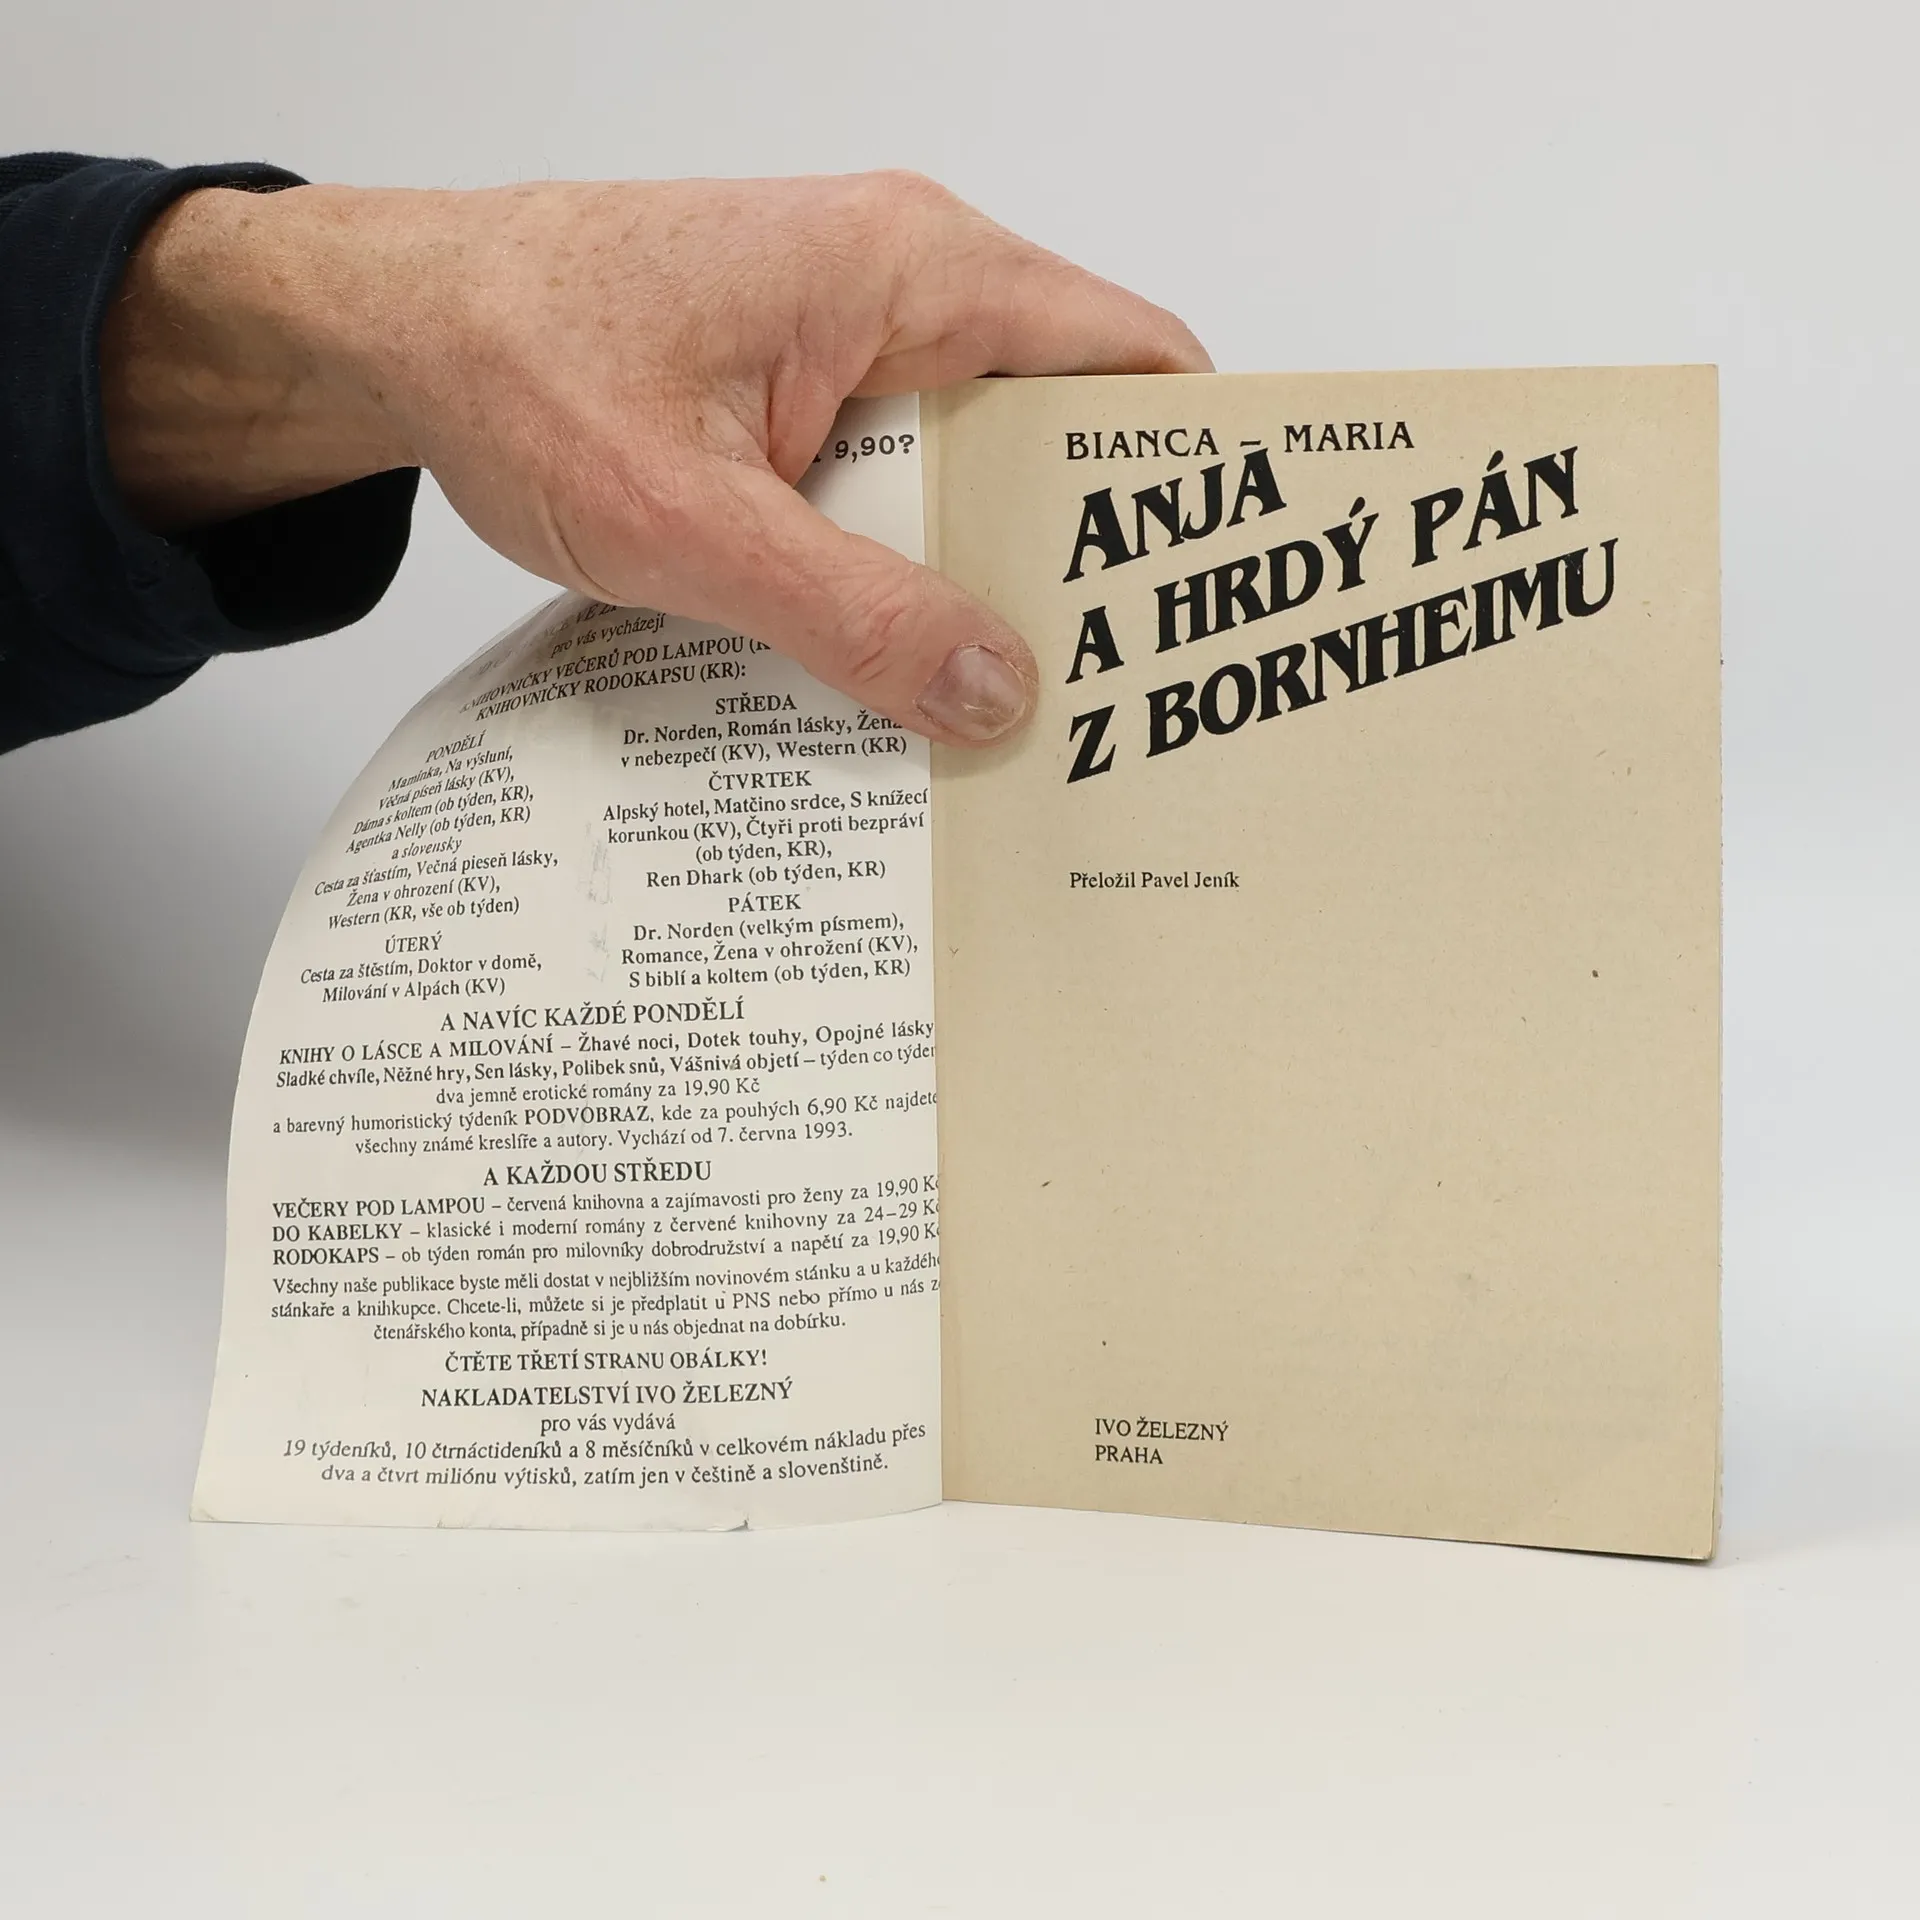 9,90?
pro vás vycházejí
KNIHOVNIČKY VEČERŮ POD LAMPOU
KNIHOVNIČKY RODOKAPSU (KR):
PONDĚLÍ
Maminka, Na výsluní,
Věčná píseň lásky (KV),
Dáma s koltem (ob týden, KR),
Agentka Nelly (ob týden, KR)
a slovensky
Cesta za šťastím, Večná pieseň lásky,
Žena v ohrození (KV),
Western (KR, vše ob týden)
ÚTERÝ
Cesta za štěstím, Doktor v domě,
Milování v Alpách (KV)
STŘEDA
Dr. Norden, Román lásky, Žena
v nebezpečí (KV), Western (KR)
ČTVRTEK
Alpský hotel, Matčino srdce, S knížecí
korunkou (KV), Čtyři proti bezpráví
(ob týden, KR),
Ren Dhark (ob týden, KR)
PÁTEK
Dr. Norden (velkým písmem),
Romance, Žena v ohrožení (KV),
S biblí a koltem (ob týden, KR)
A NAVÍC KAŽDÉ PONDĚLÍ
KNIHY O LÁSCE A MILOVÁNÍ – Žhavé noci, Dotek touhy, Opojné lásky
Sladké chvíle, Něžné hry, Sen lásky, Polibek snů, Vášnivá objetí – týden co týden
dva jemně erotické romány za 19,90 Kč
a barevný humoristický týdeník PODVOBRAZ, kde za pouhých 6,90 Kč najdete
všechny známé kreslíře a autory. Vychází od 7. června 1993.
A KAŽDOU STŘEDU
VEČERY POD LAMPOU – červená knihovna a zajímavosti pro ženy za 19,90 Kč
DO KABELKY – klasické i moderní romány z červené knihovny za 24–29 Kč
RODOKAPS – ob týden román pro milovníky dobrodružství a napětí za 19,90 Kč
Všechny naše publikace byste měli dostat v nejbližším novinovém stánku a u každého
stánkaře a knihkupce. Chcete-li, můžete si je předplatit u PNS nebo přímo u nás ze
čtenářského konta, případně si je u nás objednat na dobírku.
ČTĚTE TŘETÍ STRANU OBÁLKY!
NAKLADATELSTVÍ IVO ŽELEZNÝ
pro vás vydává
19 týdeníků, 10 čtrnáctideníků a 8 měsíčníků v celkovém nákladu přes
dva a čtvrt miliónu výtisků, zatím jen v češtině a slovenštině.
BIANCA – MARIA
ANJA
A HRDÝ PÁN
Z BORNHEIMU
Přeložil Pavel Jeník
IVO ŽELEZNÝ
PRAHA